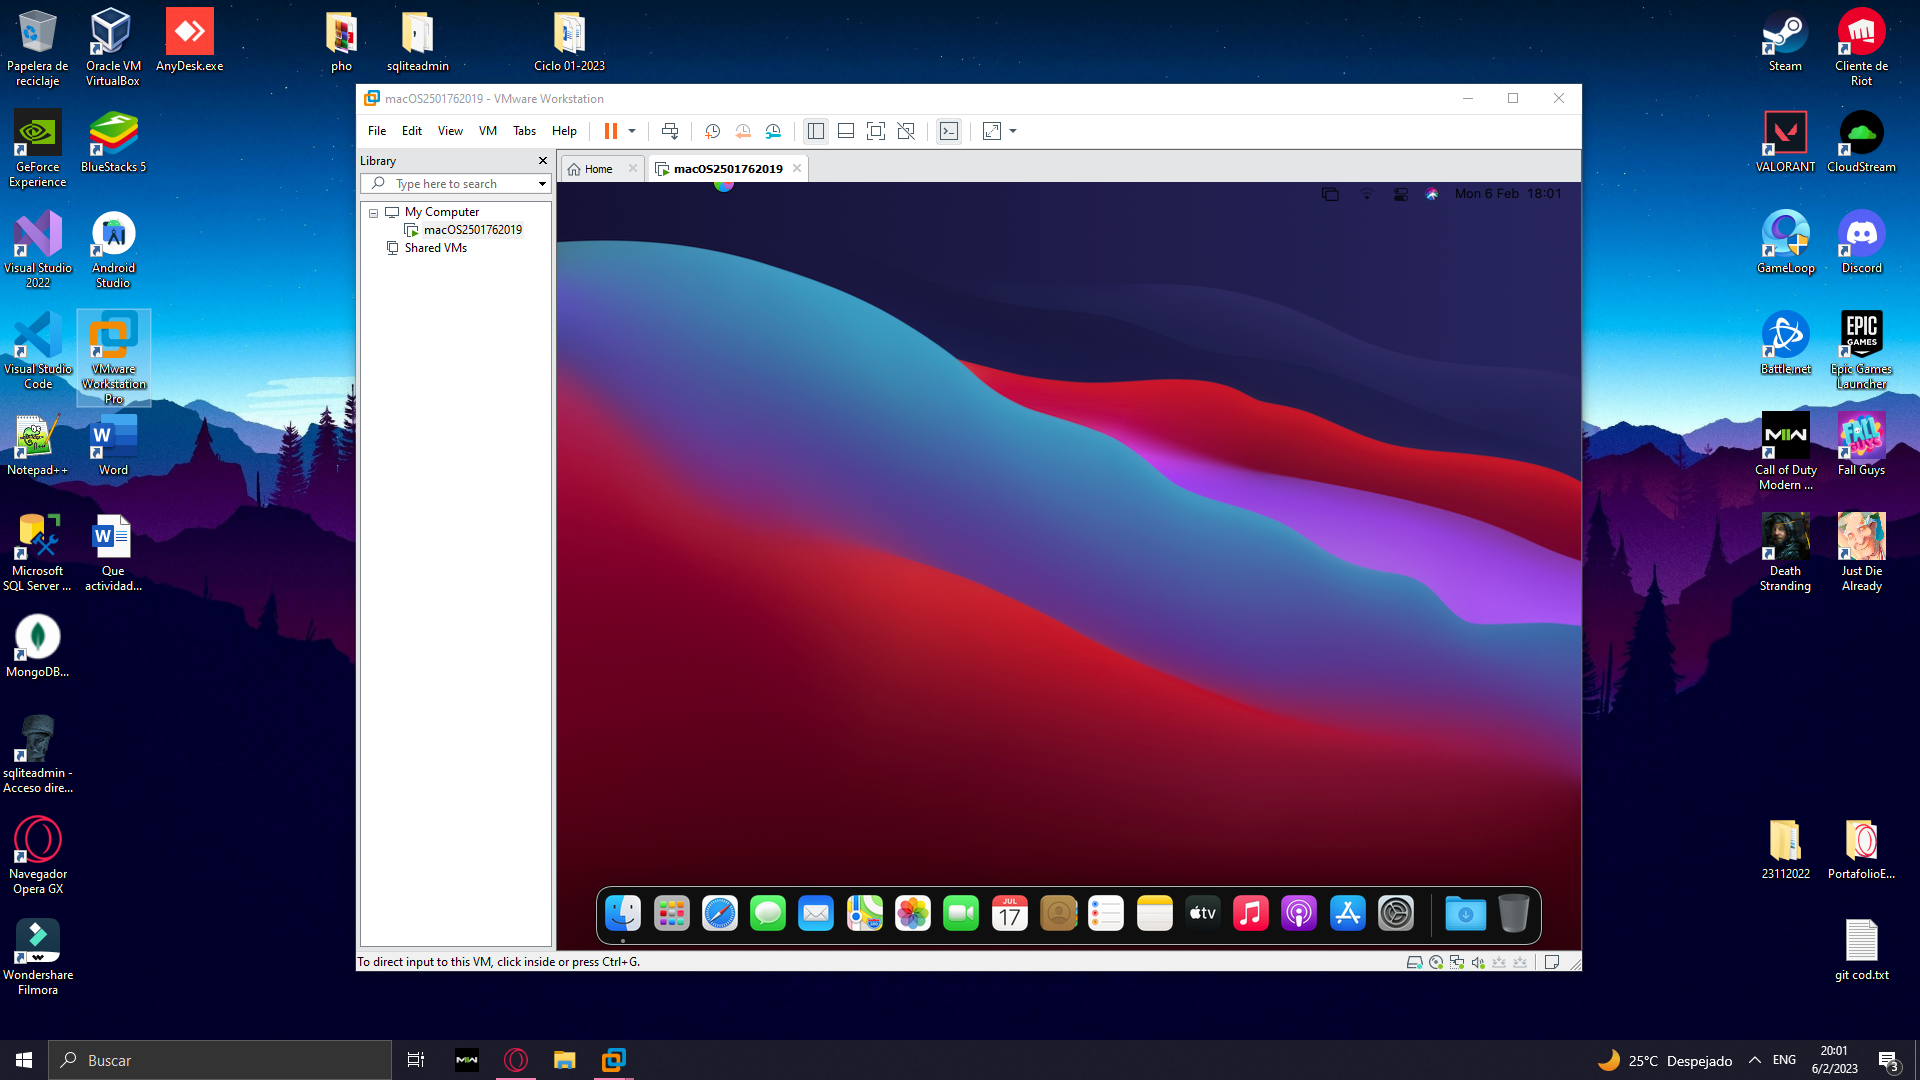 Papelera de
reciclaje
Oracle VM
VirtualBox
AnyDesk.exe
pho
sqliteadmin
Ciclo 01-2023
Steam
Cliente de
Riot
GeForce
Experience
BlueStacks 5
VALORANT
CloudStream
Visual Studio
2022
Android
Studio
GameLoop
Discord
Visual Studio
Code
VMware
Workstation
Pro
Battle.net
EPIC
GAMES
Epic Games
Launcher
Notepad++
W
Word
MW
Call of Duty
Modern ...
FALL
GUYS
Fall Guys
Microsoft
SQL Server ...
W
Que
actividad...
Death
Stranding
Just Die
Already
MongoDB...
sqliteadmin -
Acceso dire...
Navegador
Opera GX
23112022
PortafolioE...
Wondershare
Filmora
git cod.txt
macOS2501762019 - VMware Workstation
File Edit View VM Tabs Help
Library
Type here to search
My Computer
macOS2501762019
Shared VMs
Home
macOS2501762019
Mon 6 Feb 18:01
JUL
17
tv
To direct input to this VM, click inside or press Ctrl+G.
Buscar
MW
25°C Despejado
ENG
20:01
6/2/2023
3